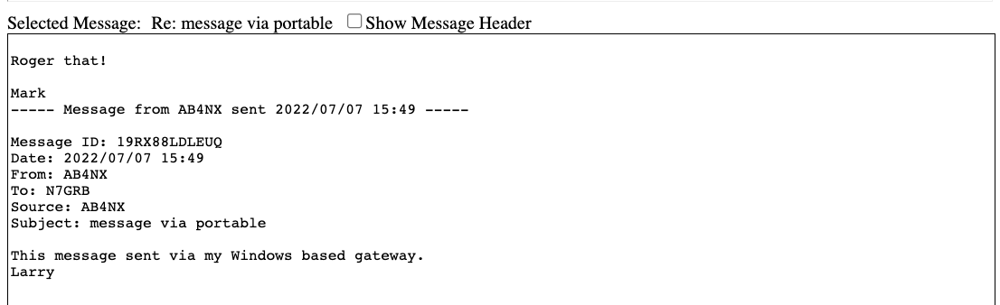 Selected Message: Re: message via portable Show Message Header
Roger that!
Mark
----- Message from AB4NX sent 2022/07/07 15:49 -----
Message ID: 19RX88LDLEUQ
Date: 2022/07/07 15:49
From: AB4NX
To: N7GRB
Source: AB4NX
Subject: message via portable
This message sent via my Windows based gateway.
Larry